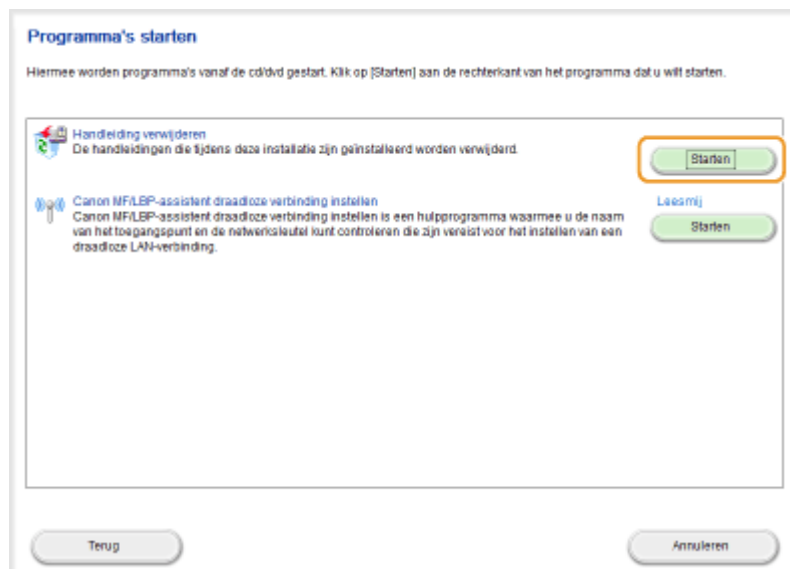 Programma's starten
Hiermee worden programma's vanaf de cd/dvd gestart. Klik op [Starten] aan de rechterkant van het programma dat u wilt starten.
Handleiding verwijderen
De handleidingen die tijdens deze installatie zijn geïnstalleerd worden verwijderd.
Starten
Canon MF/LBP-assistent draadloze verbinding instellen
Leesmij
Canon MF/LBP-assistent draadloze verbinding instellen is een hulpprogramma waarmee u de naam
van het toegangspunt en de netwerksleutel kunt controleren die zijn vereist voor het instellen van een
draadloze LAN-verbinding.
Starten
Terug
Annuleren